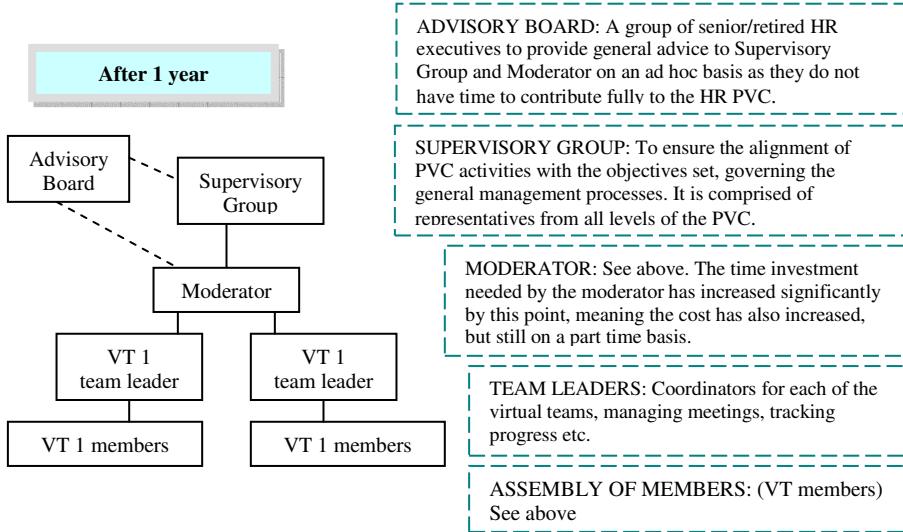 After 1 year
Advisory
Board
Supervisory
Group
Moderator
VT 1
team leader
VT 1
team leader
VT 1 members
VT 1 members
ADVISORY BOARD: A group of senior/retired HR
executives to provide general advice to Supervisory
Group and Moderator on an ad hoc basis as they do not
have time to contribute fully to the HR PVC.
SUPERVISORY GROUP: To ensure the alignment of
PVC activities with the objectives set, governing the
general management processes. It is comprised of
representatives from all levels of the PVC.
MODERATOR: See above. The time investment
needed by the moderator has increased significantly
by this point, meaning the cost has also increased,
but still on a part time basis.
TEAM LEADERS: Coordinators for each of the
virtual teams, managing meetings, tracking
progress etc.
ASSEMBLY OF MEMBERS: (VT members)
See above